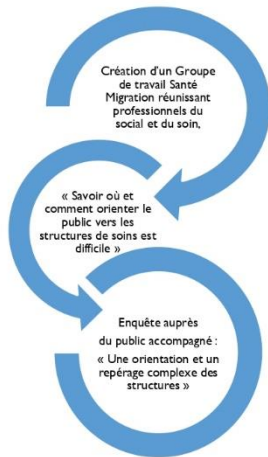 Création d'un Groupe
de travail Santé
Migration réunissant
professionnels du
social et du soin,
« Savoir où et
comment orienter le
public vers les
structures de soins est
difficile »
Enquête auprès
du public accompagné :
« Une orientation et un
repérage complexe des
structures »